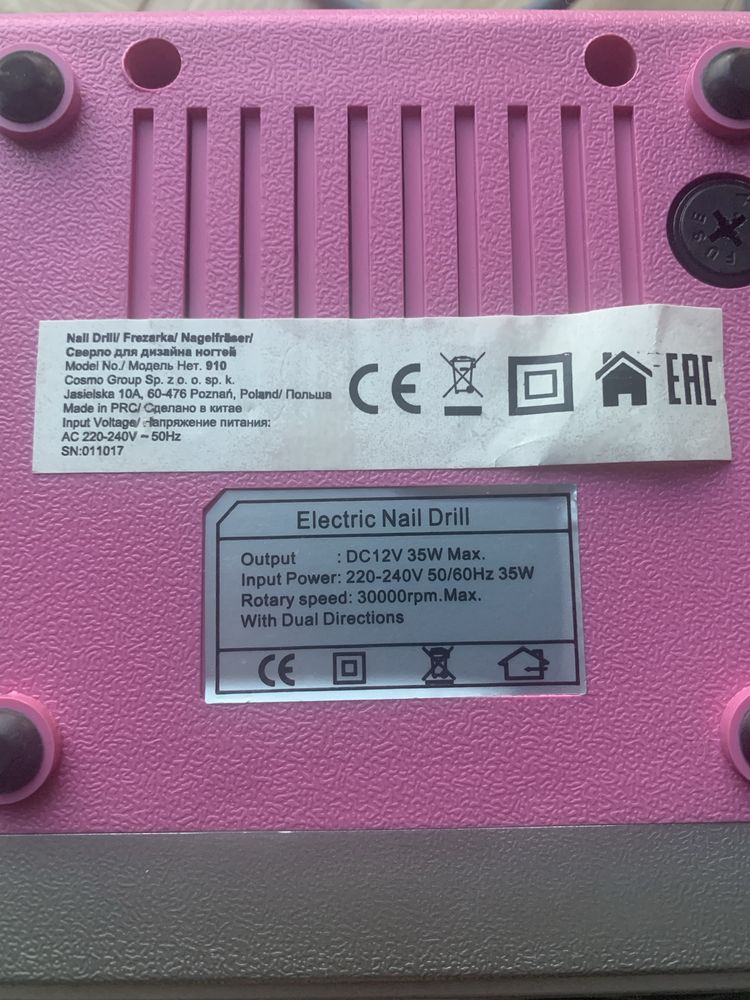 FUSE
Nail Drill/ Frezarka/ Nagelfräser/
Сверло для дизайна ногтей
Model No./ Модель Нет. 910
Cosmo Group Sp. z o. o. sp. k.
Jasielska 10A, 60-476 Poznań, Poland/ Польша
Made in PRC/ Сделано в китае
Input Voltage/ Напряжение питания:
AC 220-240V ~ 50Hz
SN:011017
CE
EAC
Electric Nail Drill
Output : DC12V 35W Max.
Input Power: 220-240V 50/60Hz 35W
Rotary speed: 30000rpm.Max.
With Dual Directions
CE